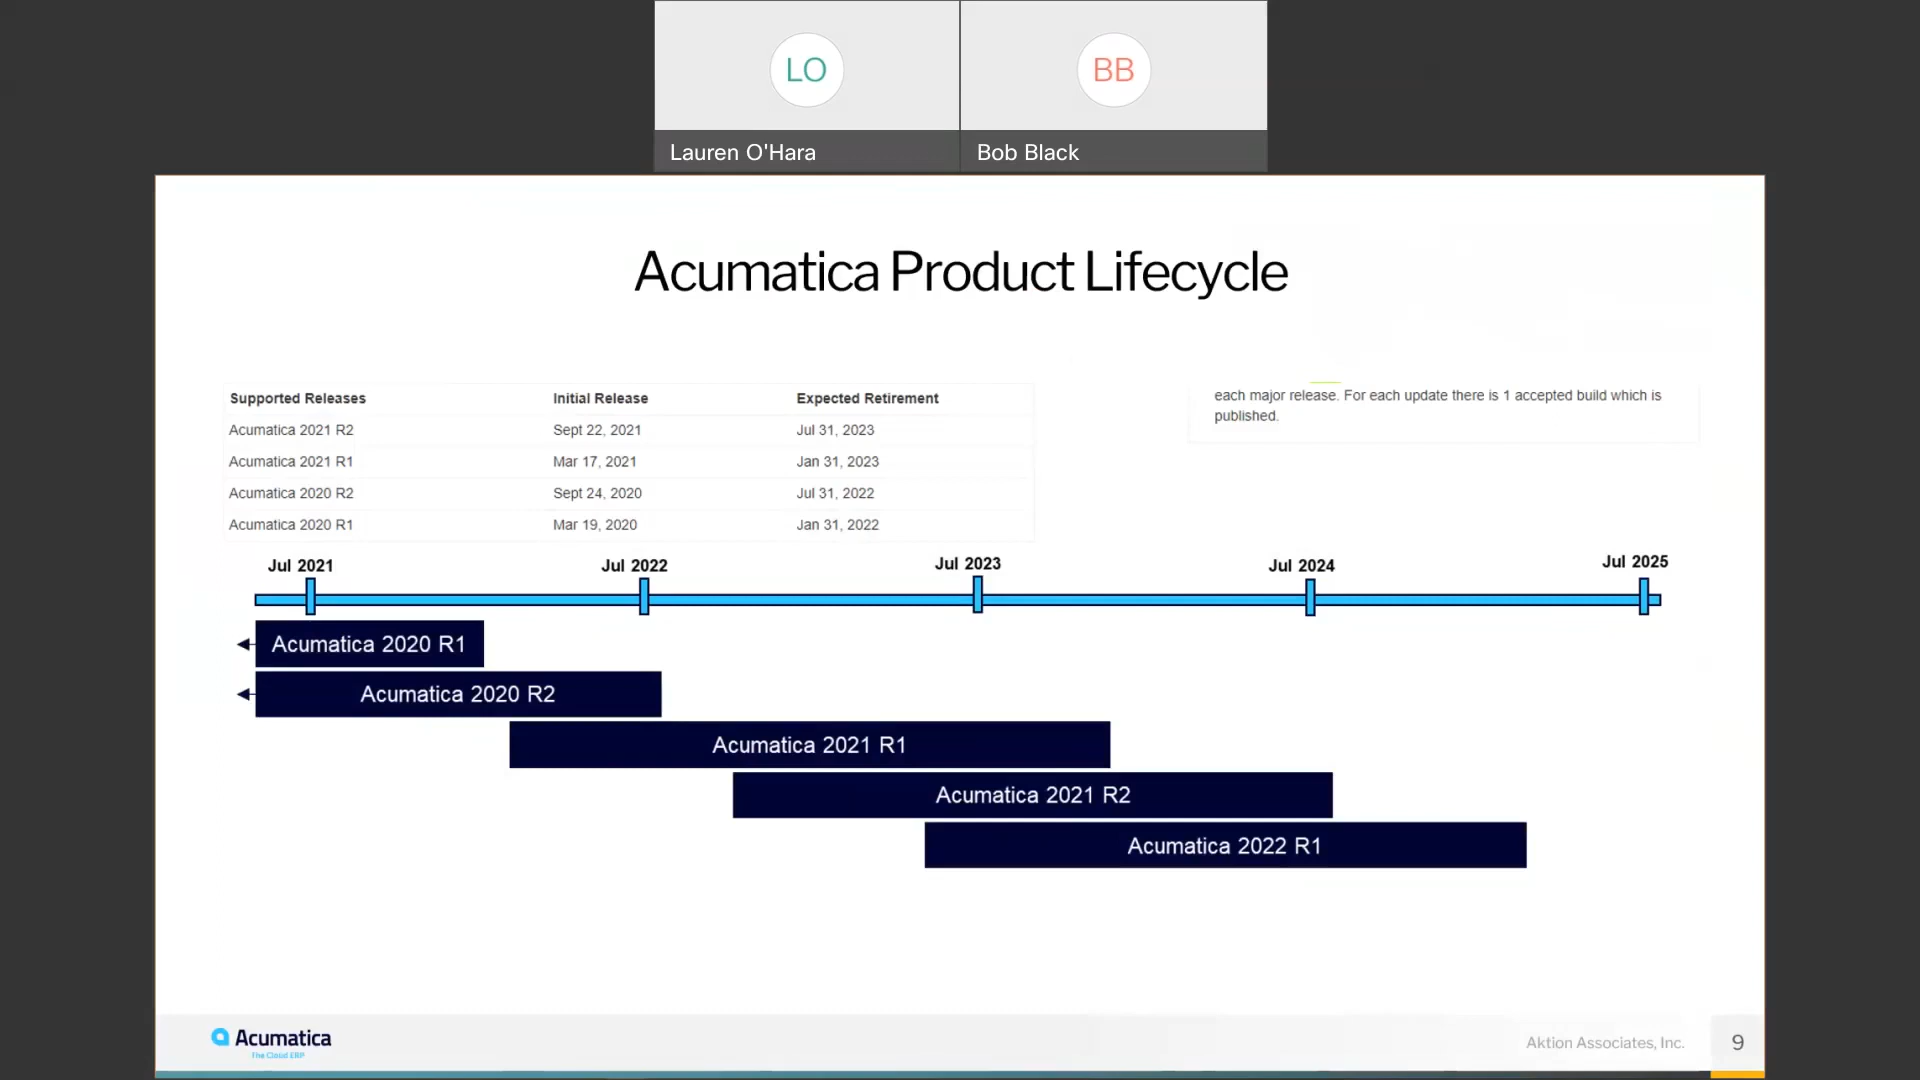 LO
BB
Lauren O'Hara
Bob Black
Acumatica Product Lifecycle
Supported Releases Initial Release Expected Retirement
Acumatica 2021 R2 Sept 22, 2021 Jul 31, 2023
Acumatica 2021 R1 Mar 17, 2021 Jan 31, 2023
Acumatica 2020 R2 Sept 24, 2020 Jul 31, 2022
Acumatica 2020 R1 Mar 19, 2020 Jan 31, 2022
each major release. For each update there is 1 accepted build which is
published.
Jul 2021 Jul 2022 Jul 2023 Jul 2024 Jul 2025
Acumatica 2020 R1
Acumatica 2020 R2
Acumatica 2021 R1
Acumatica 2021 R2
Acumatica 2022 R1
Acumatica
The Cloud ERP
Aktion Associates, Inc.
9